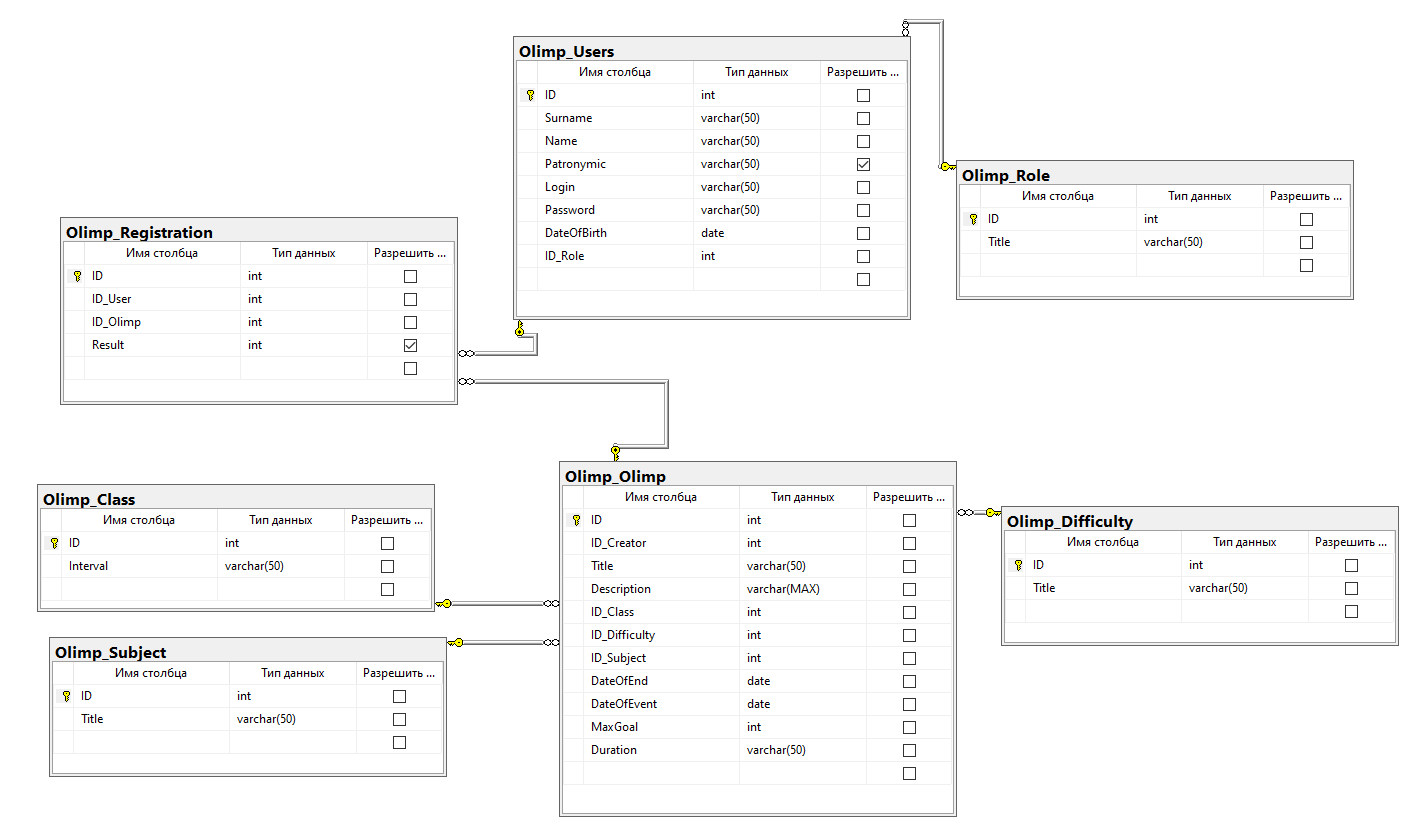 Olimp_Users
Имя столбца Тип данных Разрешить ...
ID int
Surname varchar(50)
Name varchar(50)
Patronymic varchar(50)
Login varchar(50)
Password varchar(50)
DateOfBirth date
ID_Role int
Olimp_Role
Имя столбца Тип данных Разрешить ...
ID int
Title varchar(50)
Olimp_Registration
Имя столбца Тип данных Разрешить ...
ID int
ID_User int
ID_Olimp int
Result int
Olimp_Class
Имя столбца Тип данных Разрешить ...
ID int
Interval varchar(50)
Olimp_Olimp
Имя столбца Тип данных Разрешить ...
ID int
ID_Creator int
Title varchar(50)
Description varchar(MAX)
ID_Class int
ID_Difficulty int
ID_Subject int
DateOfEnd date
DateOfEvent date
MaxGoal int
Duration varchar(50)
Olimp_Difficulty
Имя столбца Тип данных Разрешить ...
ID int
Title varchar(50)
Olimp_Subject
Имя столбца Тип данных Разрешить ...
ID int
Title varchar(50)